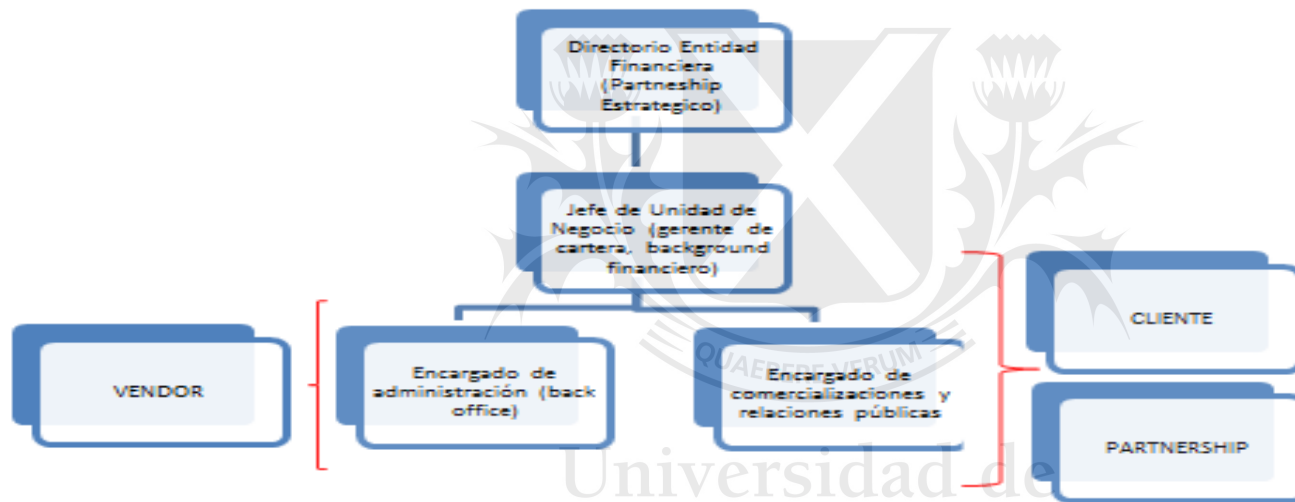 Directorio Entidad
Financiera
(Partneship
Estrategico)
Jefe de Unidad de
Negocio (gerente de
cartera, background
financiero)
VENDOR
Encargado de
administración (back
office)
Encargado de
comercializaciones y
relaciones públicas
CLIENTE
PARTNERSHIP
QUAERERE VERUM
Universidad de